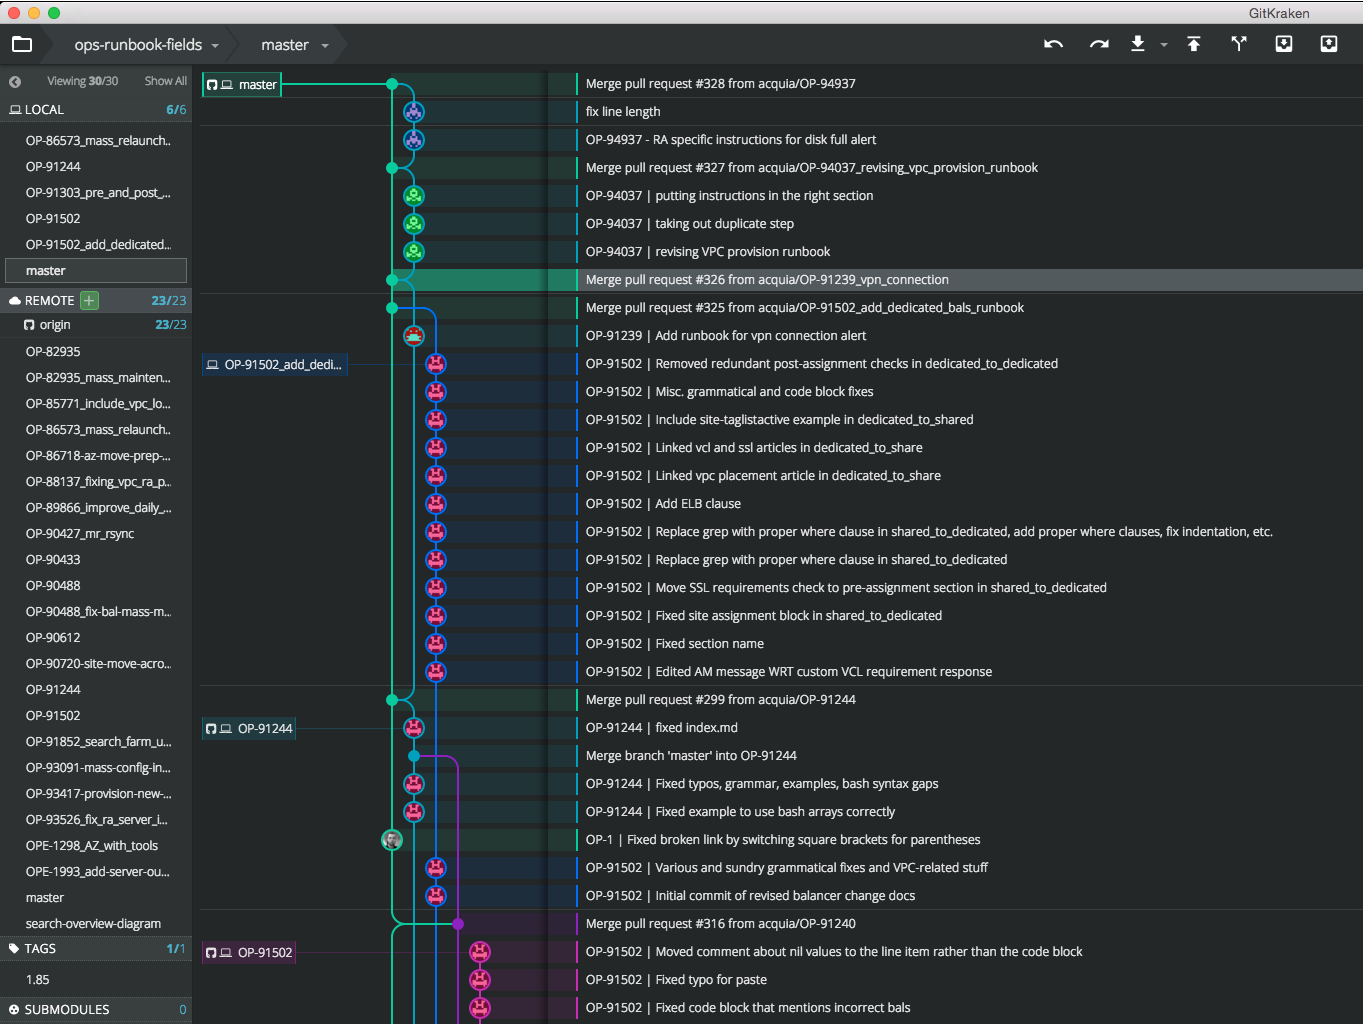 GitKraken
ops-runbook-fields
master
Viewing 30/30 Show All
LOCAL 6/6
OP-86573_mass_relaunch..
OP-91244
OP-91303_pre_and_post_...
OP-91502
OP-91502_add_dedicated...
master
REMOTE 23/23
origin 23/23
OP-82935
OP-82935_mass_mainten...
OP-85771_include_vpc_lo...
OP-86573_mass_relaunch..
OP-86718-az-move-prep-...
OP-88137_fixing_vpc_ra_p...
OP-89866_improve_daily_...
OP-90427_mr_rsync
OP-90433
OP-90488
OP-90488_fix-bal-mass-m...
OP-90612
OP-90720-site-move-acro...
OP-91244
OP-91502
OP-91852_search_farm_u...
OP-93091-mass-config-in...
OP-93417-provision-new-...
OP-93526_fix_ra_server_i...
OPE-1298_AZ_with_tools
OPE-1993_add-server-ou...
master
search-overview-diagram
TAGS 1/1
1.85
SUBMODULES 0
master
Merge pull request #328 from acquia/OP-94937
fix line length
OP-94937 - RA specific instructions for disk full alert
Merge pull request #327 from acquia/OP-94037_revising_vpc_provision_runbook
OP-94037 | putting instructions in the right section
OP-94037 | taking out duplicate step
OP-94037 | revising VPC provision runbook
Merge pull request #326 from acquia/OP-91239_vpn_connection
Merge pull request #325 from acquia/OP-91502_add_dedicated_bals_runbook
OP-91239 | Add runbook for vpn connection alert
OP-91502_add_dedi...
OP-91502 | Removed redundant post-assignment checks in dedicated_to_dedicated
OP-91502 | Misc. grammatical and code block fixes
OP-91502 | Include site-taglistactive example in dedicated_to_shared
OP-91502 | Linked vcl and ssl articles in dedicated_to_share
OP-91502 | Linked vpc placement article in dedicated_to_share
OP-91502 | Add ELB clause
OP-91502 | Replace grep with proper where clause in shared_to_dedicated, add proper where clauses, fix indentation, etc.
OP-91502 | Replace grep with proper where clause in shared_to_dedicated
OP-91502 | Move SSL requirements check to pre-assignment section in shared_to_dedicated
OP-91502 | Fixed site assignment block in shared_to_dedicated
OP-91502 | Fixed section name
OP-91502 | Edited AM message WRT custom VCL requirement response
Merge pull request #299 from acquia/OP-91244
OP-91244
OP-91244 | fixed index.md
Merge branch 'master' into OP-91244
OP-91244 | Fixed typos, grammar, examples, bash syntax gaps
OP-91244 | Fixed example to use bash arrays correctly
OP-1 | Fixed broken link by switching square brackets for parentheses
OP-91502 | Various and sundry grammatical fixes and VPC-related stuff
OP-91502 | Initial commit of revised balancer change docs
Merge pull request #316 from acquia/OP-91240
OP-91502
OP-91502 | Moved comment about nil values to the line item rather than the code block
OP-91502 | Fixed typo for paste
OP-91502 | Fixed code block that mentions incorrect bals